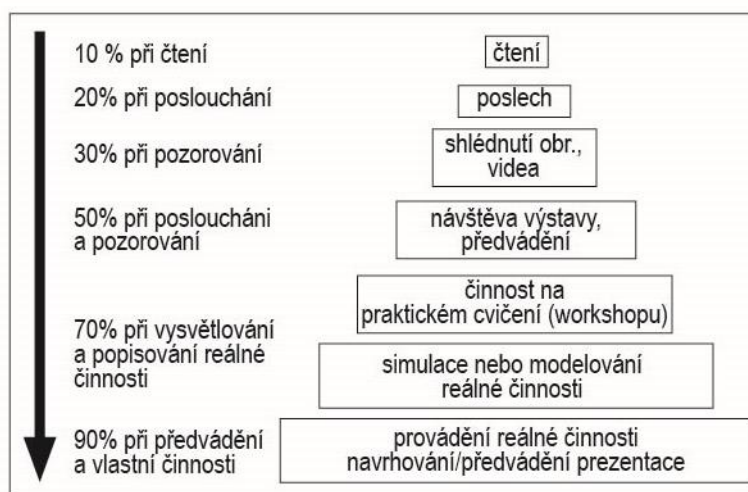 10 % při čtení
čtení
20% při poslouchání
poslech
30% při pozorování
shlédnutí obr.,
videa
50% při posloucháni
a pozorování
návštěva výstavy,
předvádění
činnost na
praktickém cvičení (workshopu)
70% při vysvětlování
a popisování reálné
činnosti
simulace nebo modelování
reálné činnosti
90% při předvádění
a vlastní činnosti
provádění reálné činnosti
navrhování/předvádění prezentace